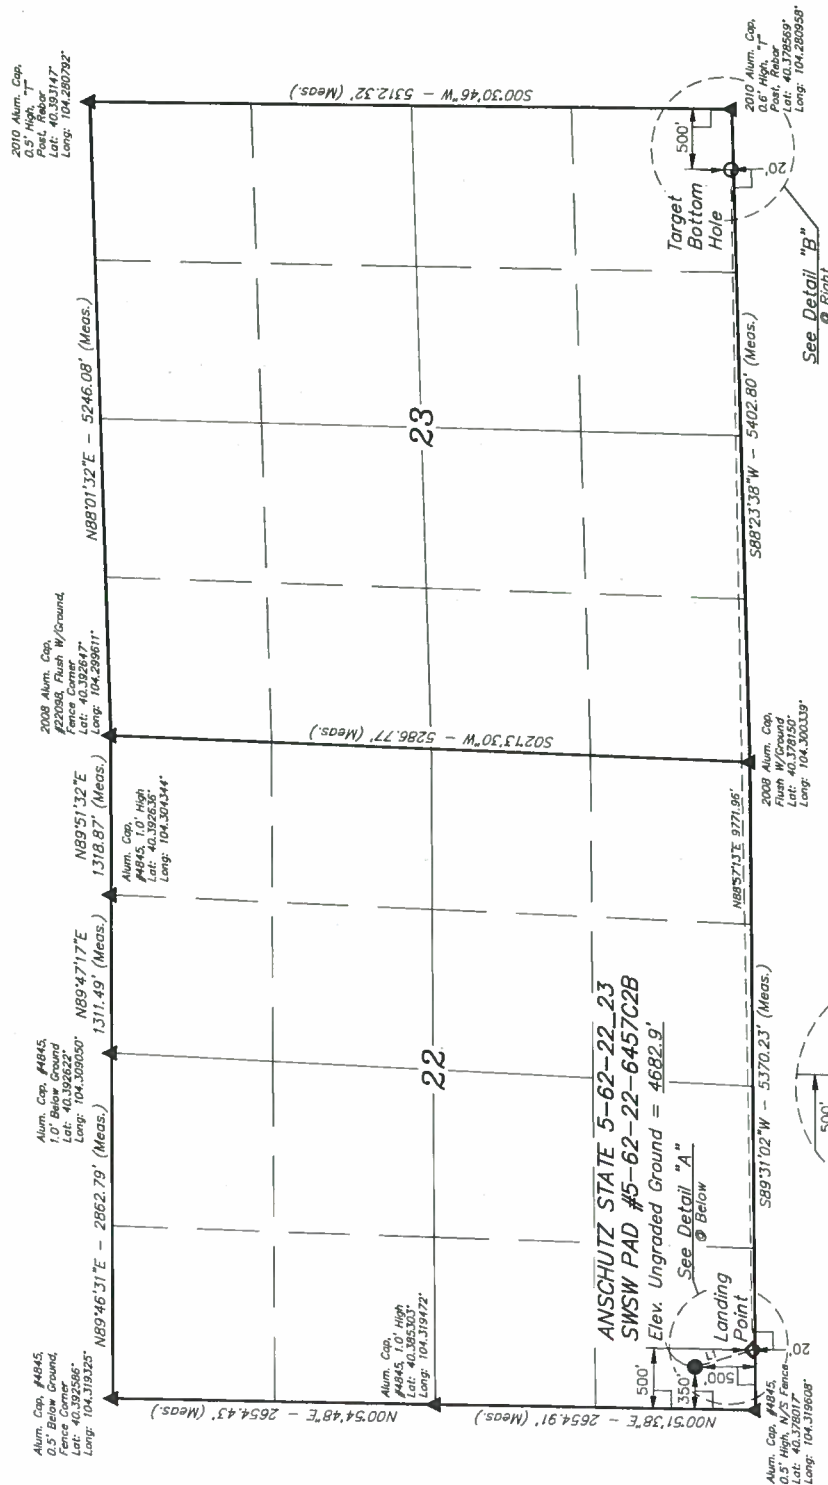 2010 Alum. Cap,
0.5' High, "T"
Post, Rebar
Lat: 40.393147°
Long: 104.280792°
N88°01'32"E - 5246.08' (Meas.)
2008 Alum. Cap,
#22098, Flush W/Ground,
Fence Corner
Lat: 40.392647°
Long: 104.299611°
N89°51'32"E
1318.87' (Meas.)
Alum. Cap,
#4845, 1.0' High
Lat: 40.392636°
Long: 104.304344°
N89°47'17"E
1311.49' (Meas.)
Alum. Cap, #4845,
1.0' Below Ground
Lat: 40.392622°
Long: 104.309050°
N89°46'31"E - 2862.79' (Meas.)
Alum. Cap, #4845,
0.5' Below Ground,
Fence Corner
Lat: 40.392586°
Long: 104.319325°
N00°54'48"E - 2654.43' (Meas.)
Alum. Cap,
#4845, 1.0' High
Lat: 40.385303°
Long: 104.319472°
N00°51'38"E - 2654.91' (Meas.)
22
S02°13'30"W - 5286.77' (Meas.)
23
S00°30'46"W - 5312.32' (Meas.)
ANSCHUTZ STATE 5-62-22_23
SWSW PAD #5-62-22-6457C2B
Elev. Ungraded Ground = 4682.9'
See Detail "A"
@ Below
Landing
Point
500'
350'
500'
20'
Alum. Cap, #4845,
0.5' High, N/S Fence
Lat: 40.378017°
Long: 104.319608°
S89°31'02"W - 5370.23' (Meas.)
N88°57'13"E 9771.96'
2008 Alum. Cap,
Flush W/Ground
Lat: 40.378150°
Long: 104.300339°
S88°23'38"W - 5402.80' (Meas.)
Target
Bottom
Hole
500'
20'
2010 Alum. Cap,
0.6' High, "T"
Post, Rebar
Lat: 40.378569°
Long: 104.280958°
See Detail "B"
@ Right
500'